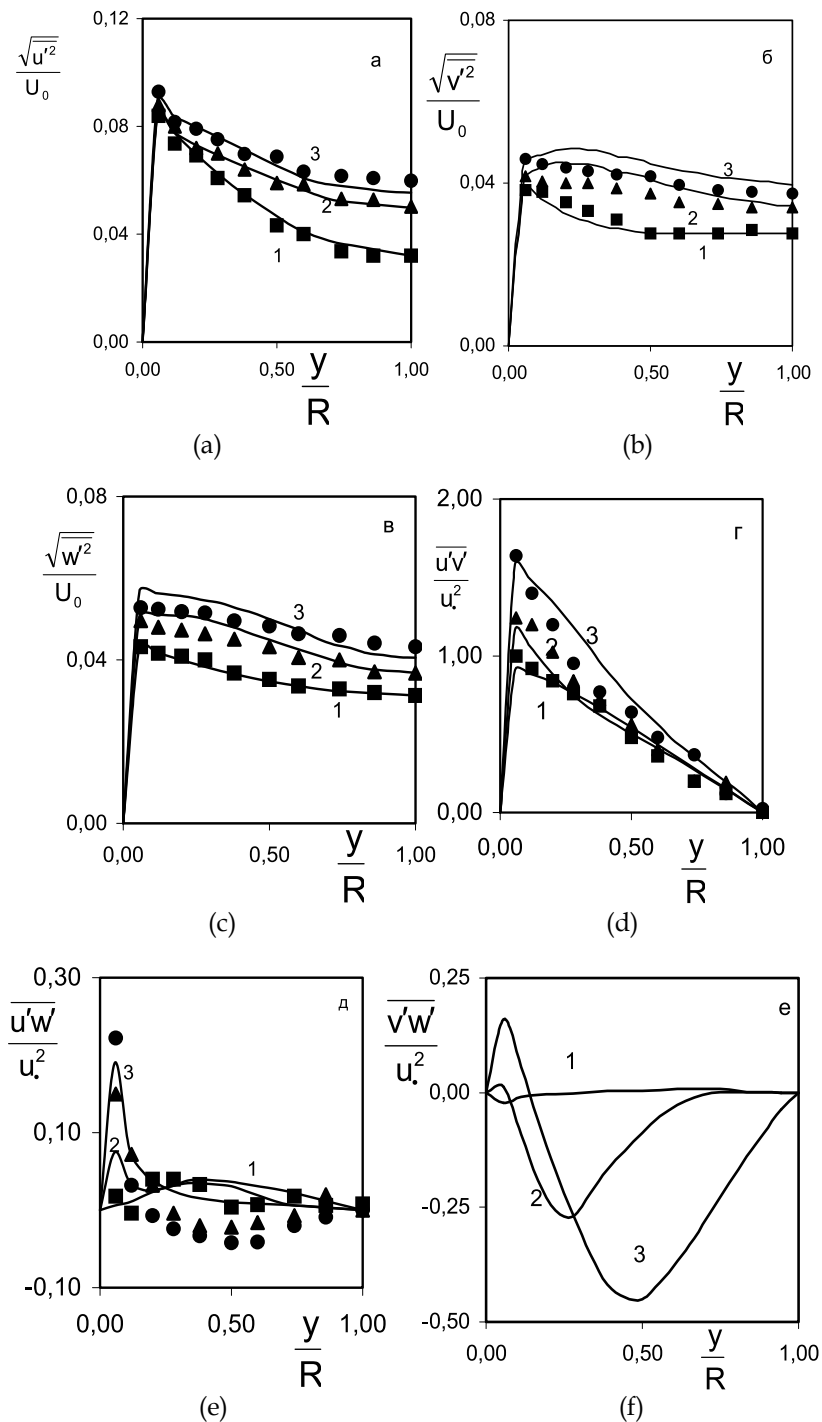 0,12
0,08
0,04
0,00
√u'² / U₀
а
3
2
1
0,00
0,50
1,00
y/R
(a)
0,08
0,04
0,00
√v'² / U₀
б
3
2
1
0,00
0,50
1,00
y/R
(b)
0,08
0,04
0,00
√w'² / U₀
в
3
2
1
0,00
0,50
1,00
y/R
(c)
2,00
1,00
0,00
u'v' / u²
г
3
2
1
0,00
0,50
1,00
y/R
(d)
0,30
0,10
-0,10
u'w' / u²
д
3
2
1
0,00
0,50
1,00
y/R
(e)
0,25
0,00
-0,25
-0,50
v'w' / u²
е
1
2
3
0,00
0,50
1,00
y/R
(f)